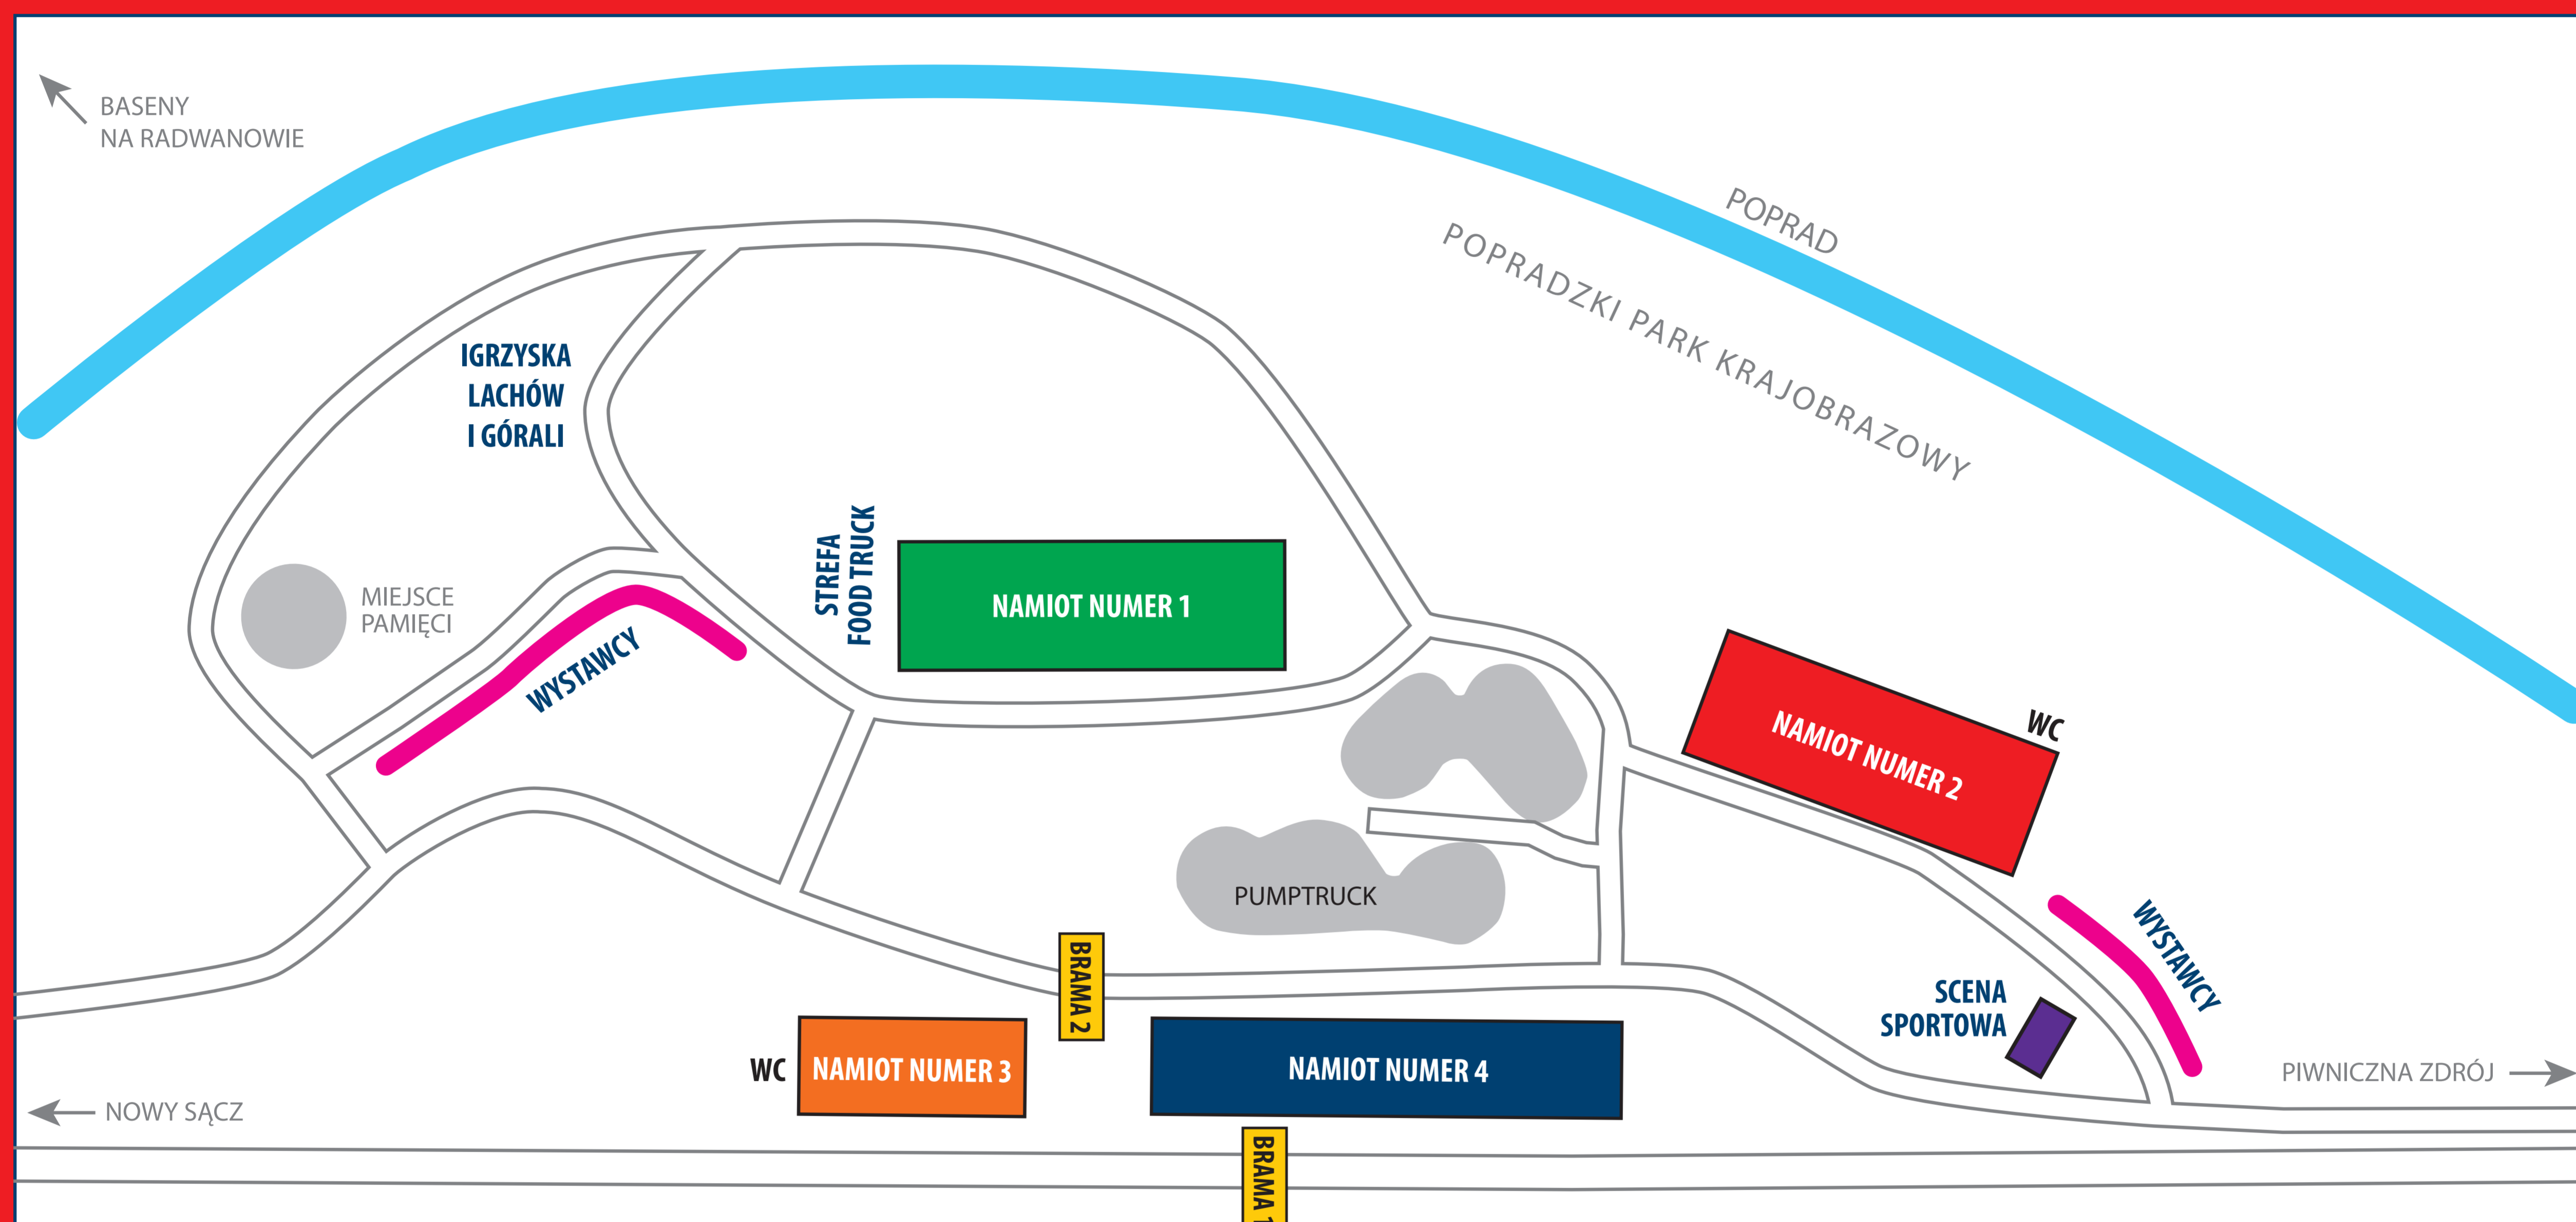 BASENY
NA RADWANOWIE
POPRAD
POPRADZKI PARK KRAJOBRAZOWY
IGRZYSKA
LACHÓW
I GÓRALI
STREFA
FOOD TRUCK
NAMIOT NUMER 1
MIEJSCE
PAMIĘCI
WYSTAWCY
NAMIOT NUMER 2
WC
PUMPTRUCK
WYSTAWCY
BRAMA 2
SCENA
SPORTOWA
WC
NAMIOT NUMER 3
NAMIOT NUMER 4
PIWNICZNA ZDRÓJ
NOWY SĄCZ
BRAMA 1